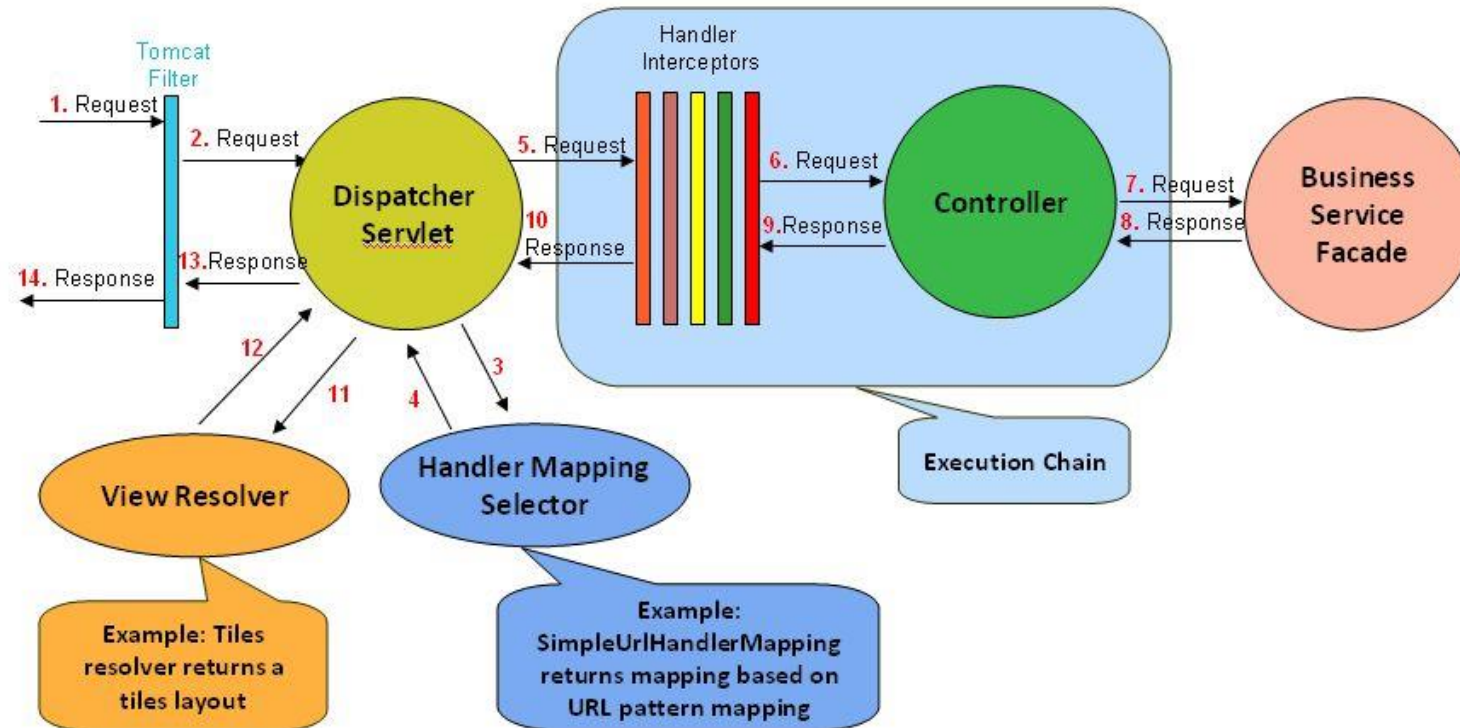 Handler
Interceptors
Tomcat
Filter
1. Request
2. Request
5. Request
6. Request
7. Request
Dispatcher
Servlet
Controller
Business
Service
Facade
10
Response
9.Response
8. Response
13.Response
14. Response
12
11
4
3
View Resolver
Handler Mapping
Selector
Execution Chain
Example: Tiles
resolver returns a
tiles layout
Example:
SimpleUrlHandlerMapping
returns mapping based on
URL pattern mapping